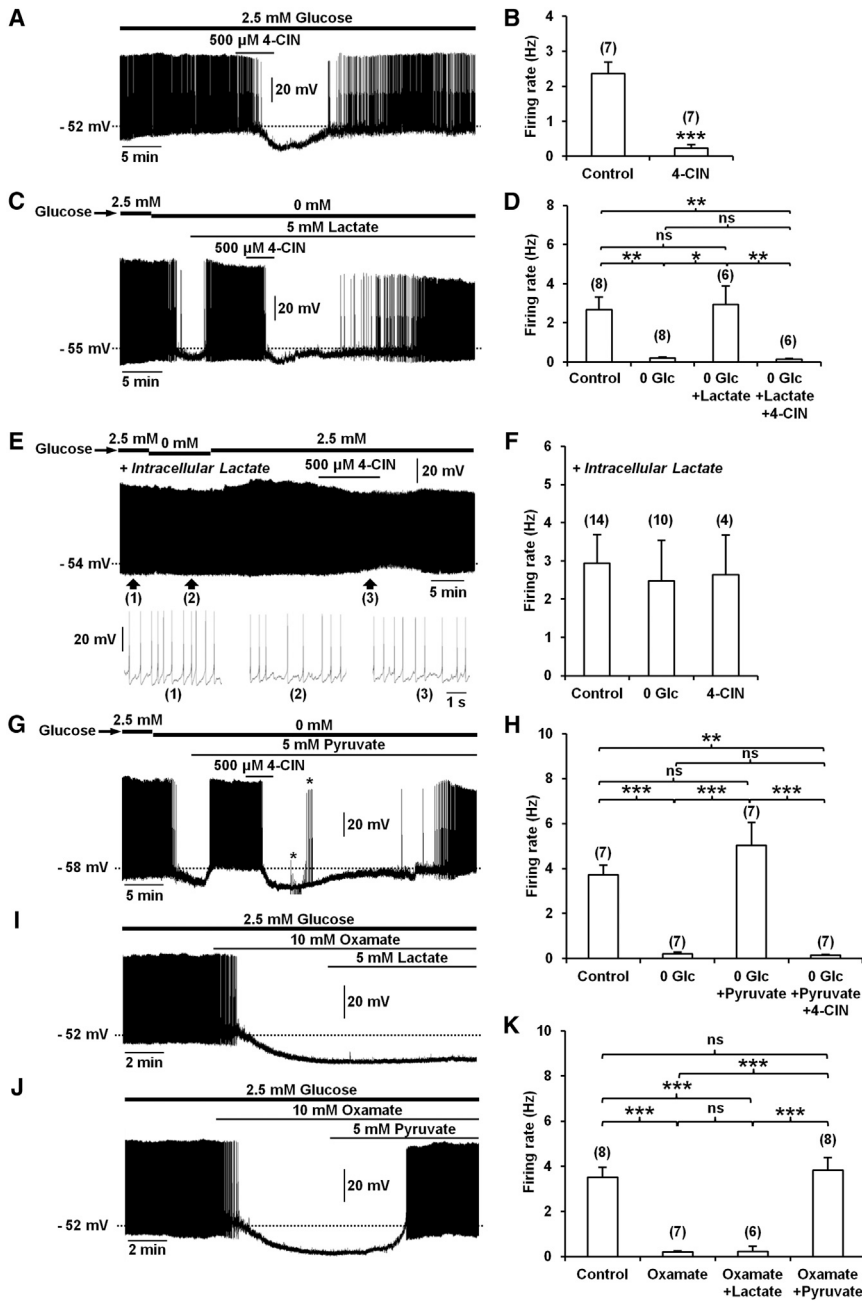 A
2.5 mM Glucose
500 µM 4-CIN
20 mV
- 52 mV
5 min
B
Firing rate (Hz)
4
3
2
1
0
(7)
(7)
***
Control
4-CIN
C
2.5 mM
Glucose
0 mM
5 mM Lactate
500 µM 4-CIN
20 mV
- 55 mV
5 min
D
Firing rate (Hz)
8
6
4
2
0
**
ns
ns
**
*
**
(8)
(8)
(6)
(6)
Control
0 Glc
0 Glc
+Lactate
0 Glc
+Lactate
+4-CIN
E
2.5 mM
Glucose
0 mM
2.5 mM
+ Intracellular Lactate
500 µM 4-CIN
20 mV
- 54 mV
(1)
(2)
(3)
5 min
20 mV
(1)
(2)
(3)
1 s
F
Firing rate (Hz)
6
5
4
3
2
1
0
+ Intracellular Lactate
(14)
(10)
(4)
Control
0 Glc
4-CIN
G
2.5 mM
Glucose
0 mM
5 mM Pyruvate
500 µM 4-CIN
*
*
20 mV
- 58 mV
5 min
H
Firing rate (Hz)
10
8
6
4
2
0
**
ns
ns
***
***
***
(7)
(7)
(7)
(7)
Control
0 Glc
0 Glc
+Pyruvate
0 Glc
+Pyruvate
+4-CIN
I
2.5 mM Glucose
10 mM Oxamate
5 mM Lactate
20 mV
- 52 mV
2 min
J
2.5 mM Glucose
10 mM Oxamate
5 mM Pyruvate
20 mV
- 52 mV
2 min
K
Firing rate (Hz)
10
8
6
4
2
0
ns
***
***
***
ns
***
(8)
(7)
(6)
(8)
Control
Oxamate
Oxamate
+Lactate
Oxamate
+Pyruvate